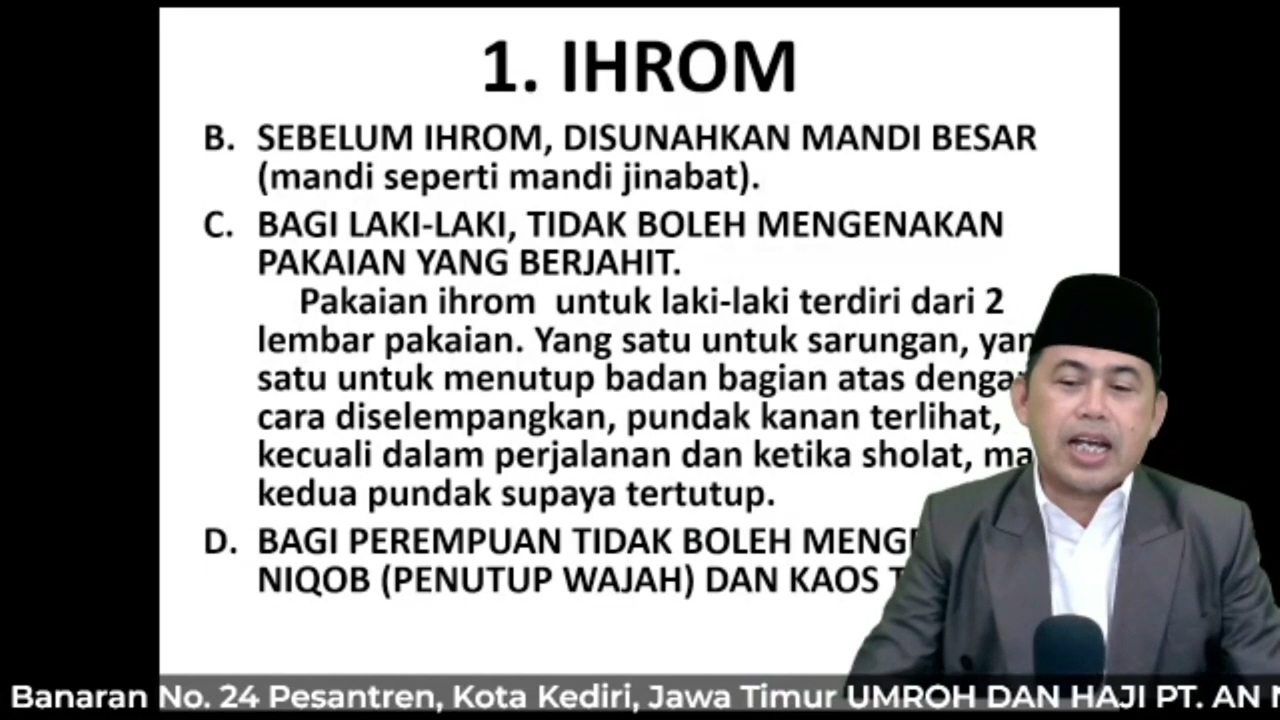 1. IHROM
B. SEBELUM IHROM, DISUNAHKAN MANDI BESAR
(mandi seperti mandi jinabat).
C. BAGI LAKI-LAKI, TIDAK BOLEH MENGENAKAN
PAKAIAN YANG BERJAHIT.
Pakaian ihrom untuk laki-laki terdiri dari 2
lembar pakaian. Yang satu untuk sarungan,
satu untuk menutup badan bagian atas
cara diselempangkan, pundak kanan terlihat,
kecuali dalam perjalanan dan ketika sholat,
kedua pundak supaya tertutup.
D. BAGI PEREMPUAN TIDAK BOLEH
NIQOB (PENUTUP WAJAH) DAN KAOS
Banaran No. 24 Pesantren, Kota Kediri, Jawa Timur UMROH DAN HAJI PT. AN